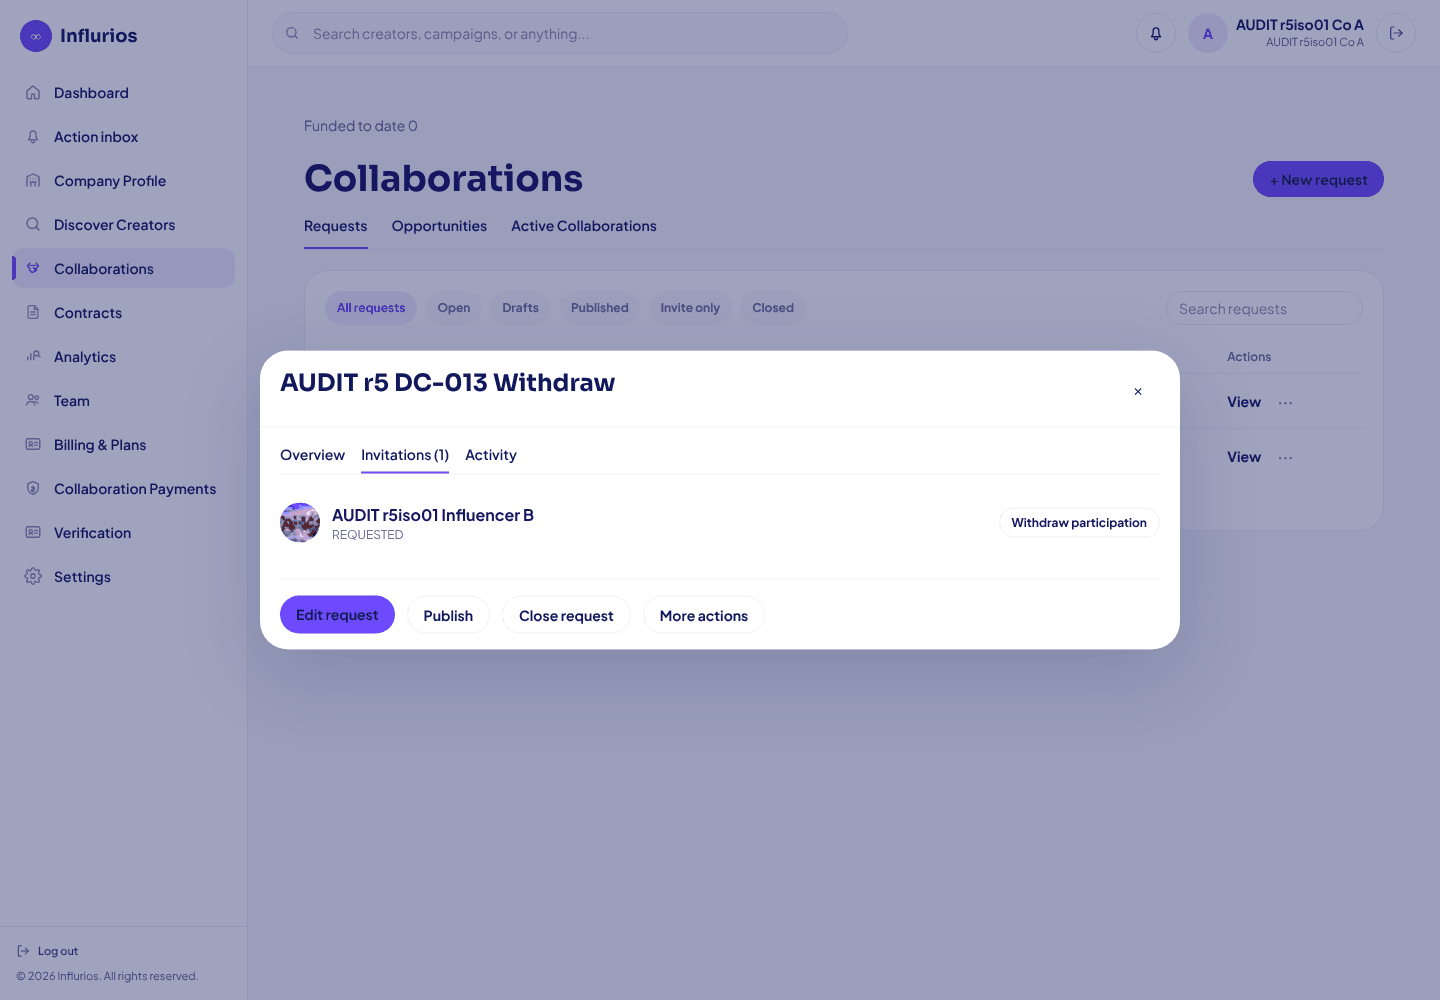 Influrios
Dashboard
Action inbox
Company Profile
Discover Creators
Collaborations
Contracts
Analytics
Team
Billing & Plans
Collaboration Payments
Verification
Settings
Log out
© 2026 Influrios. All rights reserved.
Search creators, campaigns, or anything...
A
AUDIT r5iso01 Co A
AUDIT r5iso01 Co A
Funded to date 0
Collaborations
+ New request
Requests Opportunities Active Collaborations
All requests Open Drafts Published Invite only Closed
Search requests
Actions
View ...
View ...
AUDIT r5 DC-013 Withdraw
×
Overview Invitations (1) Activity
AUDIT r5iso01 Influencer B
REQUESTED
Withdraw participation
Edit request Publish Close request More actions